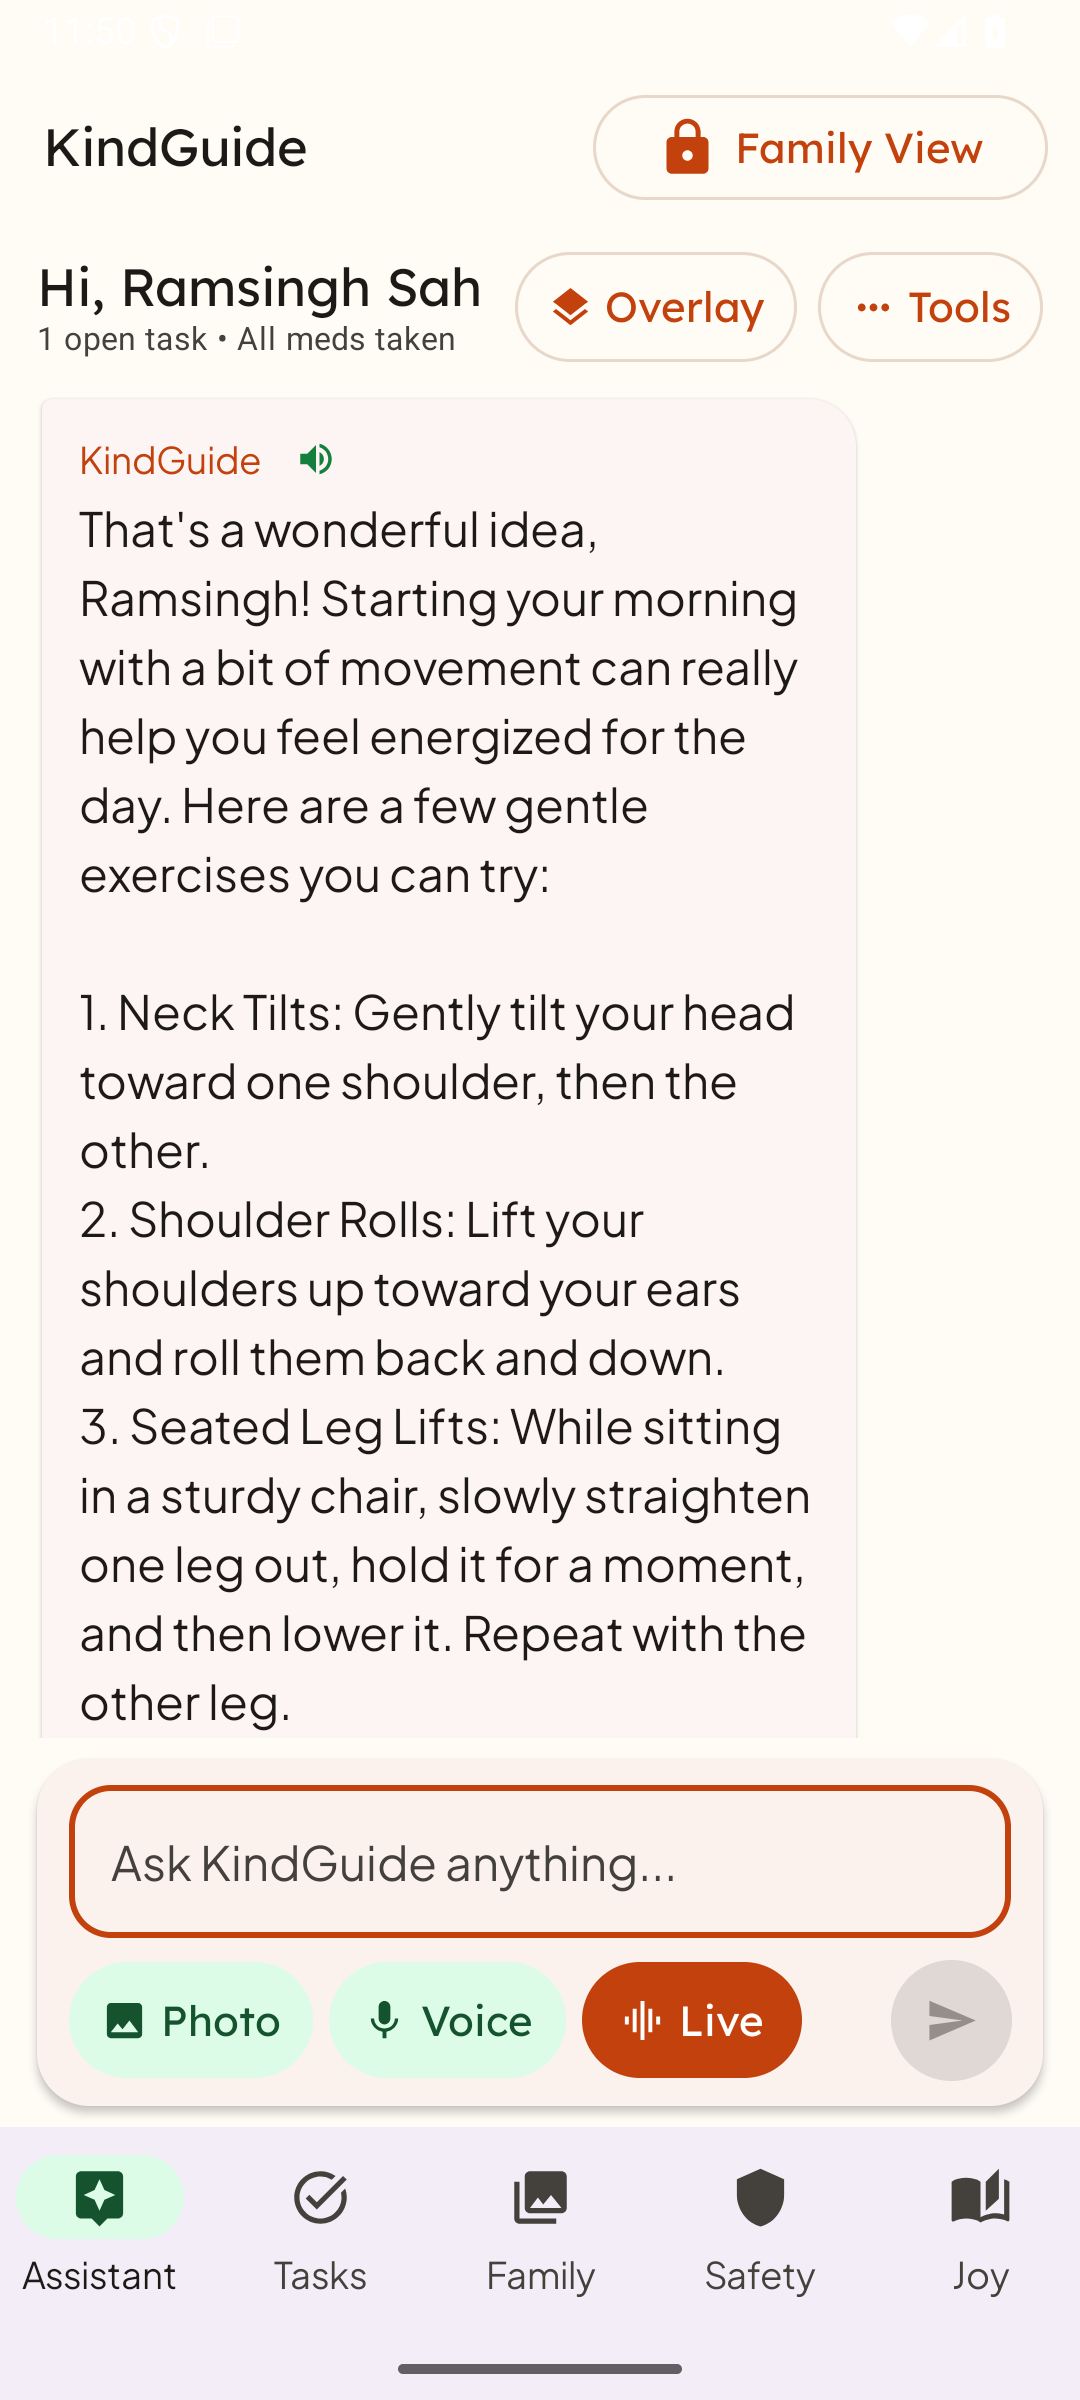 11:50
KindGuide
Family View
Hi, Ramsingh Sah
1 open task • All meds taken
Overlay
Tools
KindGuide
That's a wonderful idea,
Ramsingh! Starting your morning
with a bit of movement can really
help you feel energized for the
day. Here are a few gentle
exercises you can try:
1. Neck Tilts: Gently tilt your head
toward one shoulder, then the
other.
2. Shoulder Rolls: Lift your
shoulders up toward your ears
and roll them back and down.
3. Seated Leg Lifts: While sitting
in a sturdy chair, slowly straighten
one leg out, hold it for a moment,
and then lower it. Repeat with the
other leg.
Ask KindGuide anything...
Photo
Voice
Live
Assistant
Tasks
Family
Safety
Joy